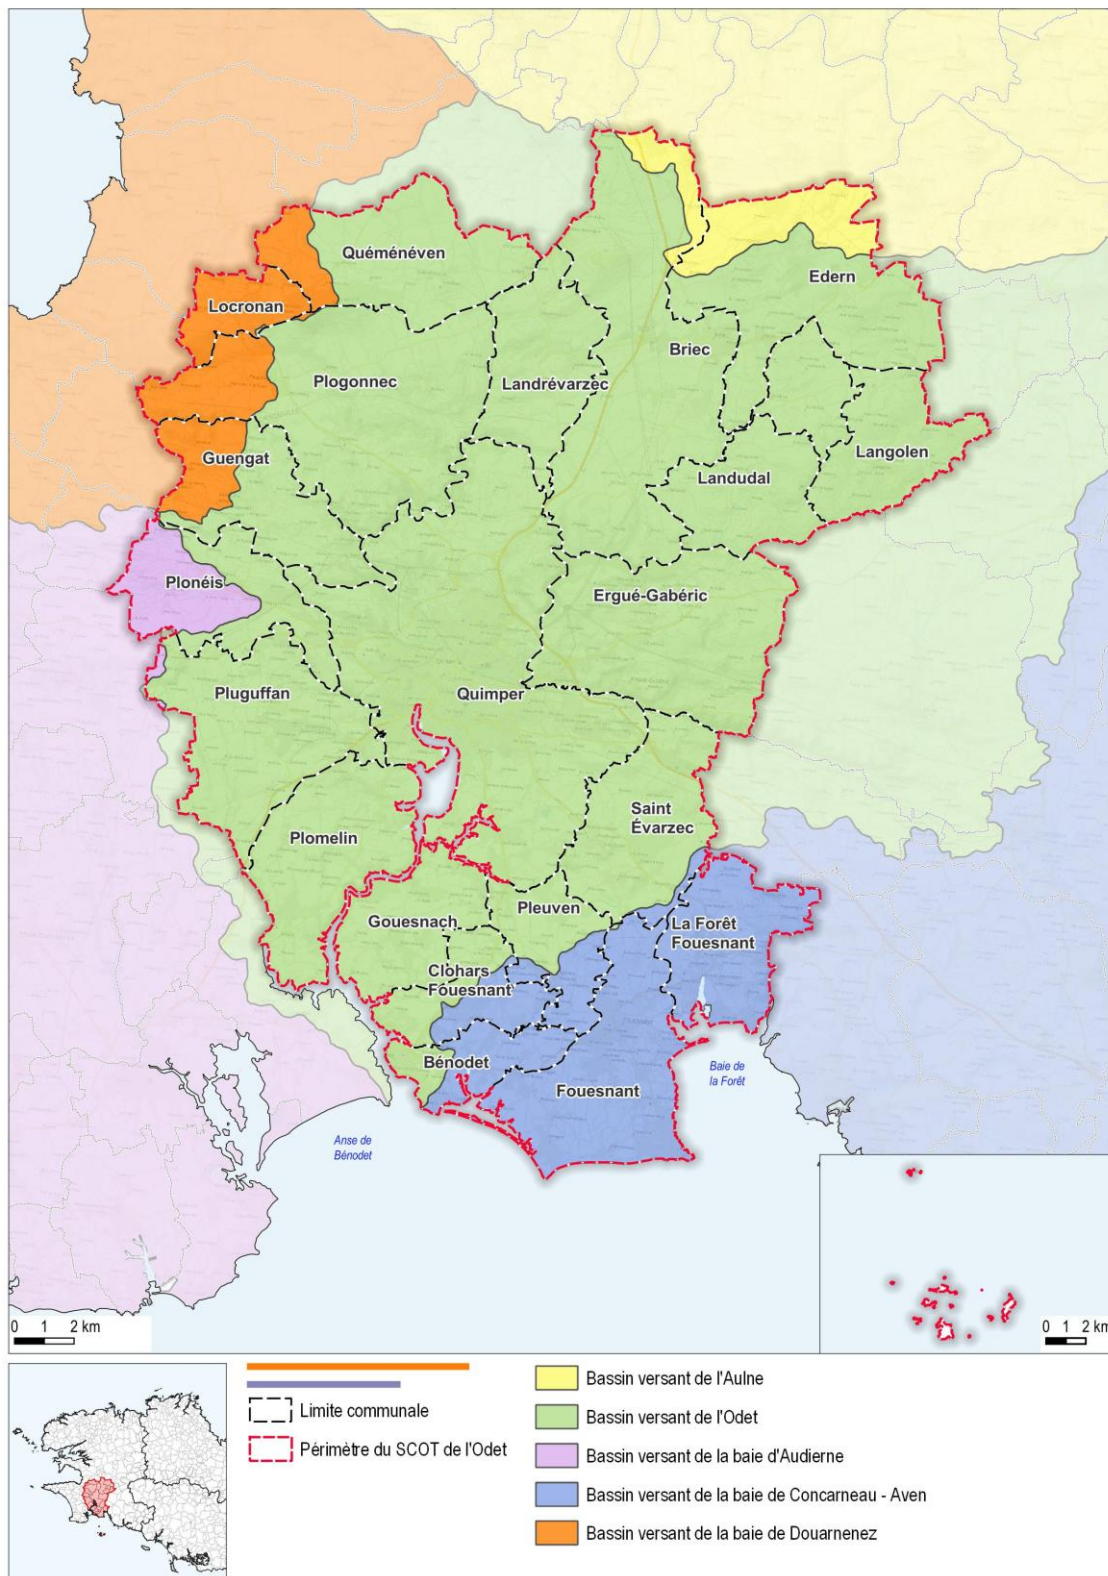 Quéménéven
Edern
Locronan
Briec
Plogonnec
Landrévarzec
Guengat
Landudal
Langolen
Plonéis
Ergué-Gabéric
Pluguffan
Quimper
Saint
Évarzec
Plomelin
Pleuven
Gouesnach
La Forêt
Fouesnant
Clohars
Fouesnant
Bénodet
Fouesnant
Baie de
la Forêt
Anse de
Bénodet
0 1 2 km
0 1 2 km
Limite communale
Périmètre du SCOT de l'Odet
Bassin versant de l'Aulne
Bassin versant de l'Odet
Bassin versant de la baie d'Audierne
Bassin versant de la baie de Concarneau - Aven
Bassin versant de la baie de Douarnenez